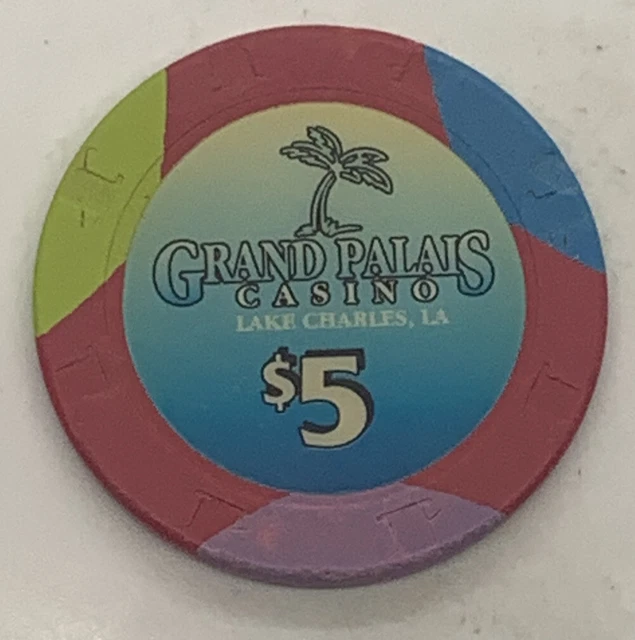 GRAND PALAIS
CASINO
LAKE CHARLES, LA
$5